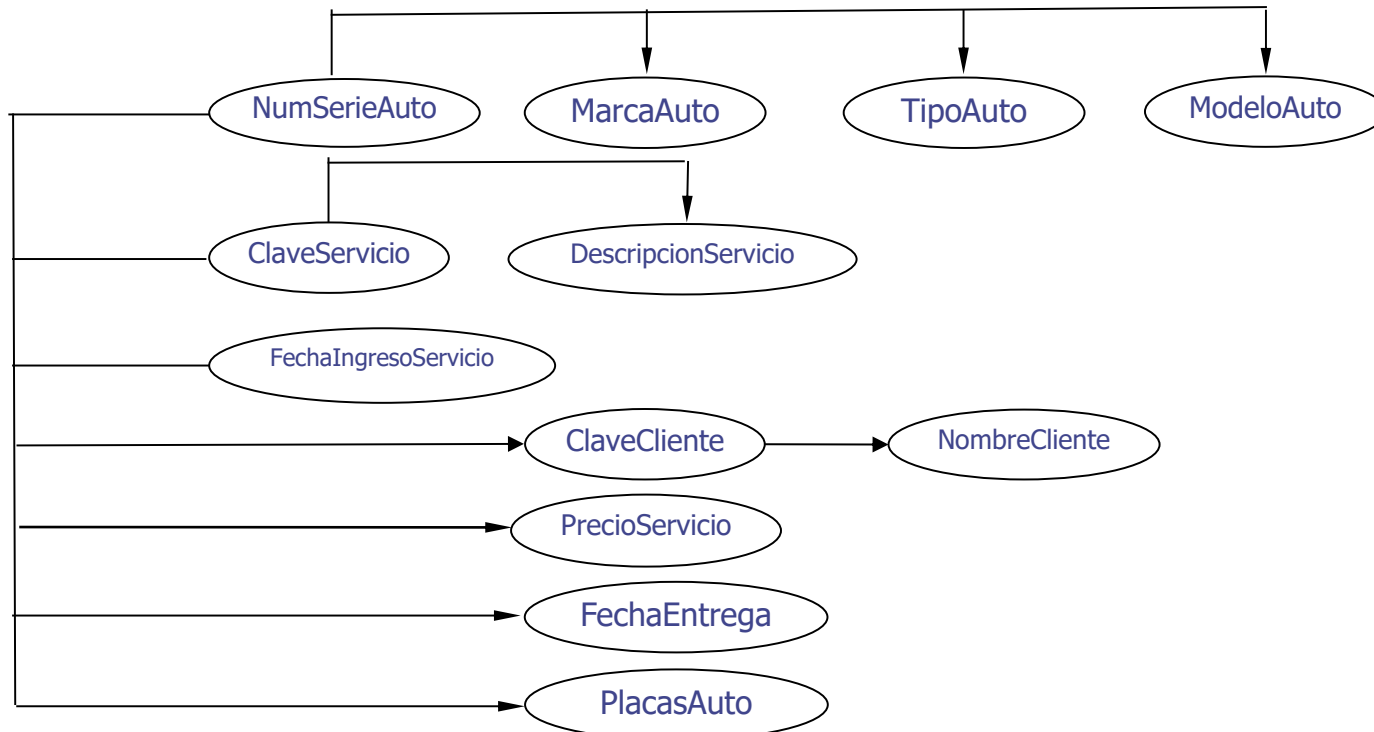 NumSerieAuto
MarcaAuto
TipoAuto
ModeloAuto
ClaveServicio
DescripcionServicio
FechaIngresoServicio
ClaveCliente
NombreCliente
PrecioServicio
FechaEntrega
PlacasAuto